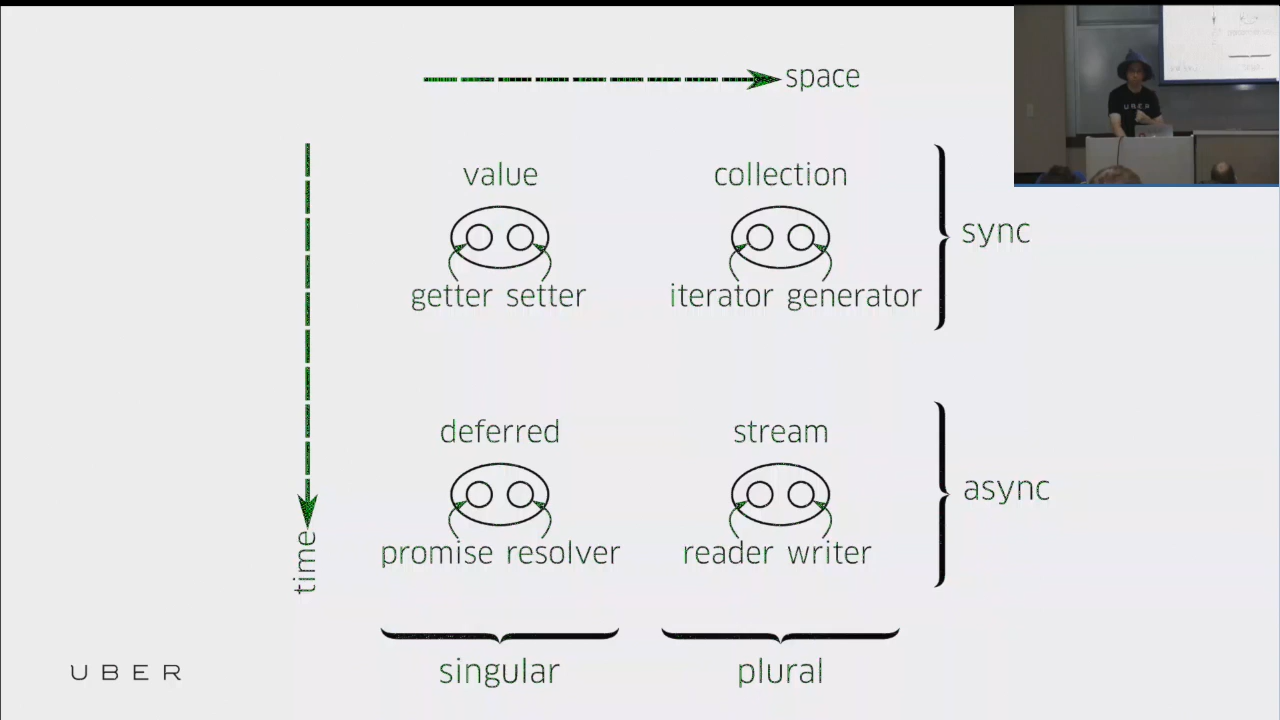 space
value
collection
sync
getter setter
iterator generator
deferred
stream
async
promise resolver
reader writer
time
singular
plural
UBER
UBER